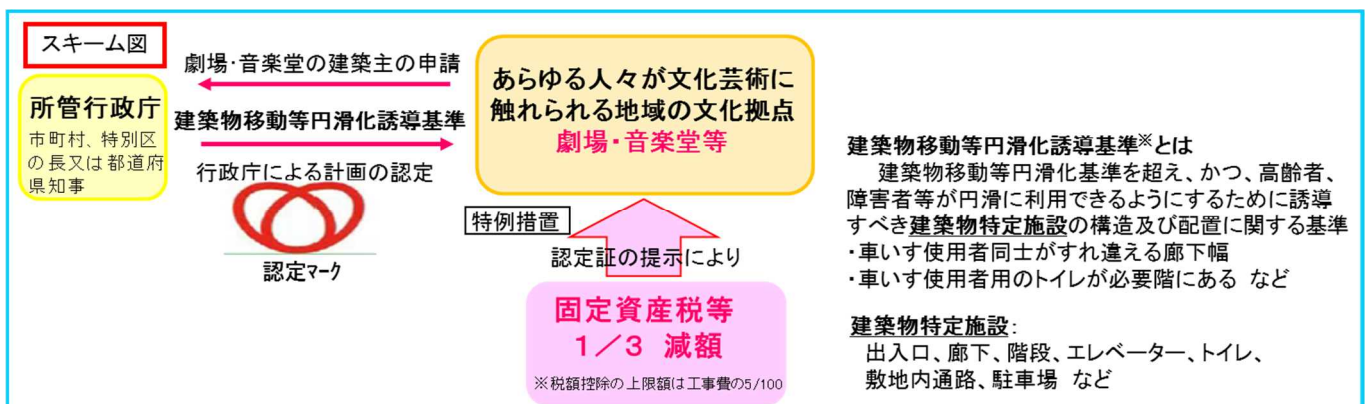 スキーム図
劇場・音楽堂の建築主の申請
所管行政庁
市町村、特別区
の長又は都道府
県知事
建築物移動等円滑化誘導基準
行政庁による計画の認定
認定マーク
あらゆる人々が文化芸術に
触れられる地域の文化拠点
劇場・音楽堂等
特例措置
認定証の提示により
固定資産税等
1/3 減額
※税額控除の上限額は工事費の5/100
建築物移動等円滑化誘導基準※とは
建築物移動等円滑化基準を超え、かつ、高齢者、
障害者等が円滑に利用できるようにするために誘導
すべき建築物特定施設の構造及び配置に関する基準
・車いす使用者同士がすれ違える廊下幅
・車いす使用者用のトイレが必要階にある など
建築物特定施設:
出入口、廊下、階段、エレベーター、トイレ、
敷地内通路、駐車場 など